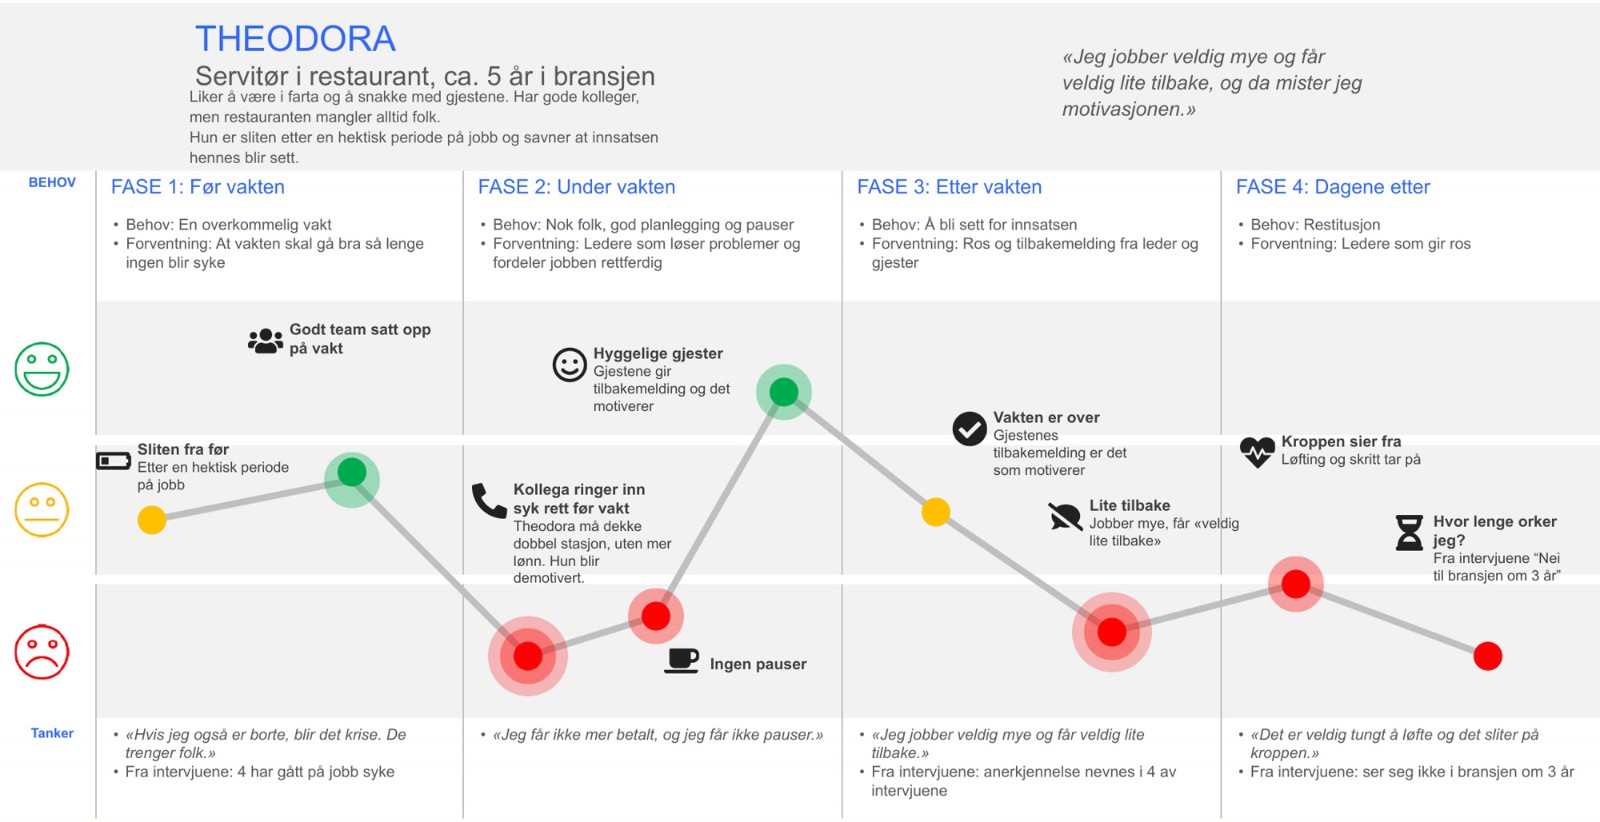 THEODORA
Servitør i restaurant, ca. 5 år i bransjen
Liker å være i farta og å snakke med gjestene. Har gode kolleger,
men restauranten mangler alltid folk.
Hun er sliten etter en hektisk periode på jobb og savner at innsatsen
hennes blir sett.
«Jeg jobber veldig mye og får
veldig lite tilbake, og da mister jeg
motivasjonen.»
BEHOV
FASE 1: Før vakten
• Behov: En overkommelig vakt
• Forventning: At vakten skal gå bra så lenge
ingen blir syke
FASE 2: Under vakten
• Behov: Nok folk, god planlegging og pauser
• Forventning: Ledere som løser problemer og
fordeler jobben rettferdig
FASE 3: Etter vakten
• Behov: Å bli sett for innsatsen
• Forventning: Ros og tilbakemelding fra leder og
gjester
FASE 4: Dagene etter
• Behov: Restitusjon
• Forventning: Ledere som gir ros
Sliten fra før
Etter en hektisk periode
på jobb
Godt team satt opp
på vakt
Kollega ringer inn
syk rett før vakt
Theodora må dekke
dobbel stasjon, uten mer
lønn. Hun blir
demotivert.
Hyggelige gjester
Gjestene gir
tilbakemelding og det
motiverer
Ingen pauser
Vakten er over
Gjestenes
tilbakemelding er det
som motiverer
Lite tilbake
Jobber mye, får «veldig
lite tilbake»
Kroppen sier fra
Løfting og skritt tar på
Hvor lenge orker
jeg?
Fra intervjuene “Nei
til bransjen om 3 år”
Tanker
• «Hvis jeg også er borte, blir det krise. De
trenger folk.»
• Fra intervjuene: 4 har gått på jobb syke
• «Jeg får ikke mer betalt, og jeg får ikke pauser.»
• «Jeg jobber veldig mye og får veldig lite
tilbake.»
• Fra intervjuene: anerkjennelse nevnes i 4 av
intervjuene
• «Det er veldig tungt å løfte og det sliter på
kroppen.»
• Fra intervjuene: ser seg ikke i bransjen om 3 år